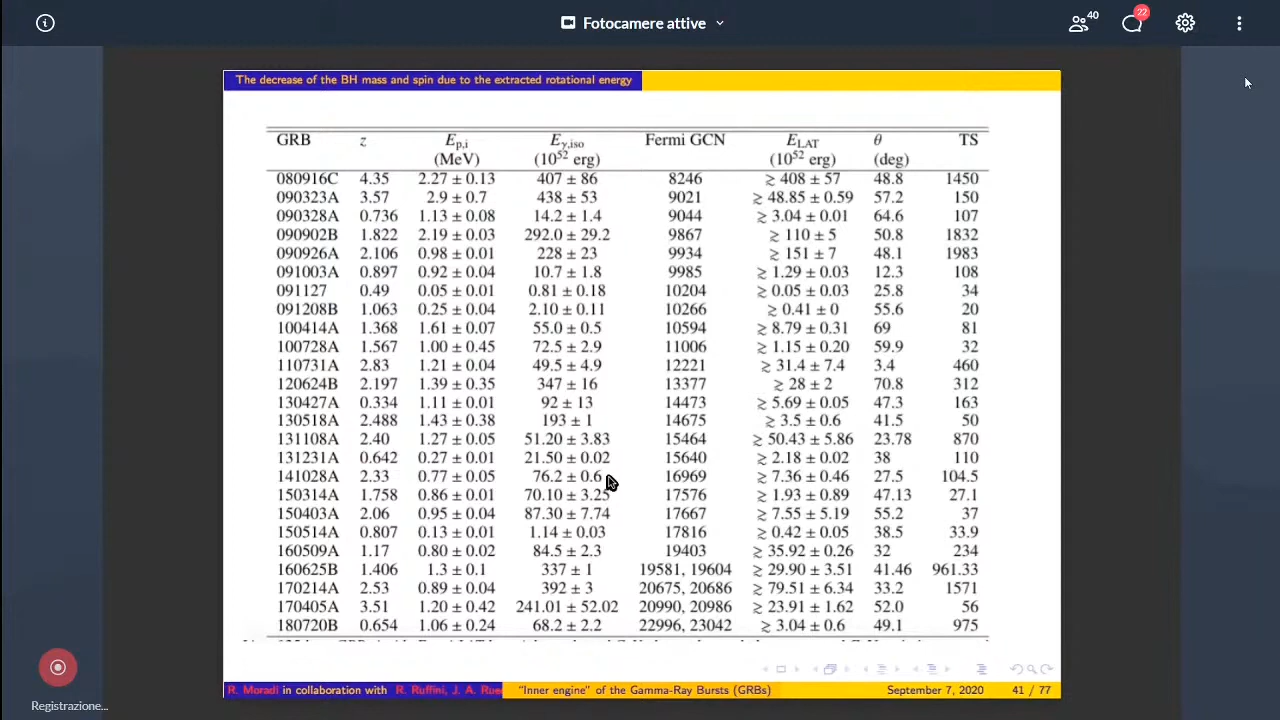 Fotocamere attive
40
22
The decrease of the BH mass and spin due to the extracted rotational energy
GRB z E_p,i E_γ,iso Fermi GCN E_LAT θ TS
(MeV) (10^52 erg) (10^52 erg) (deg)
080916C 4.35 2.27 ± 0.13 407 ± 86 8246 ≳ 408 ± 57 48.8 1450
090323A 3.57 2.9 ± 0.7 438 ± 53 9021 ≳ 48.85 ± 0.59 57.2 150
090328A 0.736 1.13 ± 0.08 14.2 ± 1.4 9044 ≳ 3.04 ± 0.01 64.6 107
090902B 1.822 2.19 ± 0.03 292.0 ± 29.2 9867 ≳ 110 ± 5 50.8 1832
090926A 2.106 0.98 ± 0.01 228 ± 23 9934 ≳ 151 ± 7 48.1 1983
091003A 0.897 0.92 ± 0.04 10.7 ± 1.8 9985 ≳ 1.29 ± 0.03 12.3 108
091127 0.49 0.05 ± 0.01 0.81 ± 0.18 10204 ≳ 0.05 ± 0.03 25.8 34
091208B 1.063 0.25 ± 0.04 2.10 ± 0.11 10266 ≳ 0.41 ± 0 55.6 20
100414A 1.368 1.61 ± 0.07 55.0 ± 0.5 10594 ≳ 8.79 ± 0.31 69 81
100728A 1.567 1.00 ± 0.45 72.5 ± 2.9 11006 ≳ 1.15 ± 0.20 59.9 32
110731A 2.83 1.21 ± 0.04 49.5 ± 4.9 12221 ≳ 31.4 ± 7.4 3.4 460
120624B 2.197 1.39 ± 0.35 347 ± 16 13377 ≳ 28 ± 2 70.8 312
130427A 0.334 1.11 ± 0.01 92 ± 13 14473 ≳ 5.69 ± 0.05 47.3 163
130518A 2.488 1.43 ± 0.38 193 ± 1 14675 ≳ 3.5 ± 0.6 41.5 50
131108A 2.40 1.27 ± 0.05 51.20 ± 3.83 15464 ≳ 50.43 ± 5.86 23.78 870
131231A 0.642 0.27 ± 0.01 21.50 ± 0.02 15640 ≳ 2.18 ± 0.02 38 110
141028A 2.33 0.77 ± 0.05 76.2 ± 0.6 16969 ≳ 7.36 ± 0.46 27.5 104.5
150314A 1.758 0.86 ± 0.01 70.10 ± 3.25 17576 ≳ 1.93 ± 0.89 47.13 27.1
150403A 2.06 0.95 ± 0.04 87.30 ± 7.74 17667 ≳ 7.55 ± 5.19 55.2 37
150514A 0.807 0.13 ± 0.01 1.14 ± 0.03 17816 ≳ 0.42 ± 0.05 38.5 33.9
160509A 1.17 0.80 ± 0.02 84.5 ± 2.3 19403 ≳ 35.92 ± 0.26 32 234
160625B 1.406 1.3 ± 0.1 337 ± 1 19581, 19604 ≳ 29.90 ± 3.51 41.46 961.33
170214A 2.53 0.89 ± 0.04 392 ± 3 20675, 20686 ≳ 79.51 ± 6.34 33.2 1571
170405A 3.51 1.20 ± 0.42 241.01 ± 52.02 20990, 20986 ≳ 23.91 ± 1.62 52.0 56
180720B 0.654 1.06 ± 0.24 68.2 ± 2.2 22996, 23042 ≳ 3.04 ± 0.6 49.1 975
R. Moradi in collaboration with R. Ruffini, J. A. Rue
"Inner engine" of the Gamma-Ray Bursts (GRBs)
September 7, 2020 41 / 77
Registrazione...